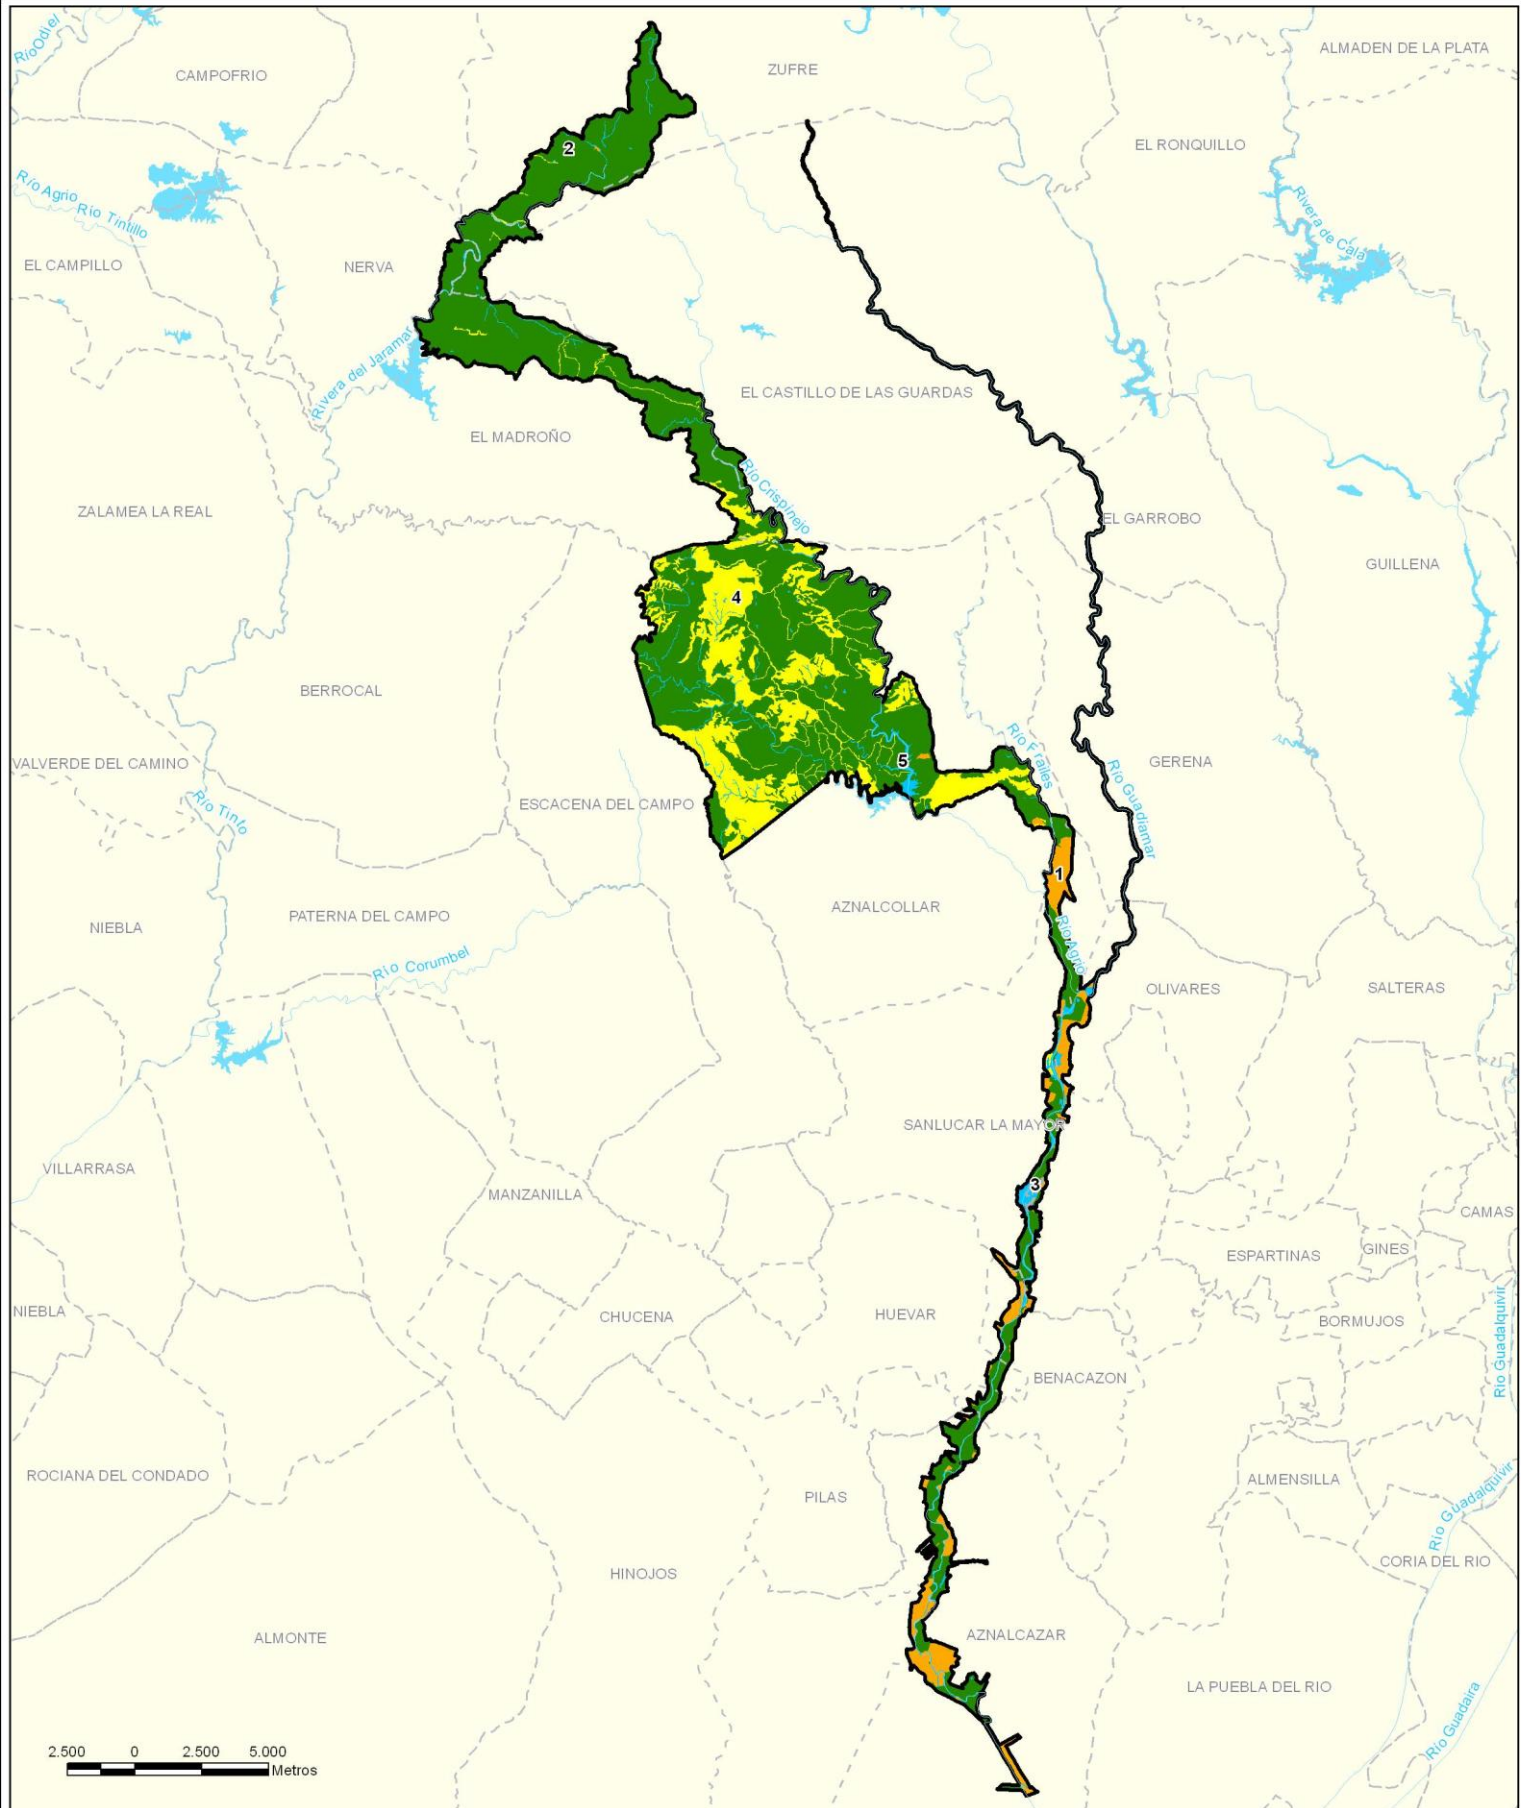 Río Odiel
CAMPOFRIO
ZUFRE
ALMADEN DE LA PLATA
EL RONQUILLO
2
Río Agrio
Río Tintillo
Rivera de Cala
EL CAMPILLO
NERVA
Rivera del Jaramar
EL CASTILLO DE LAS GUARDAS
EL MADROÑO
Río Crispinejo
ZALAMEA LA REAL
EL GARROBO
GUILLENA
4
BERROCAL
VALVERDE DEL CAMINO
Río Frailes
5
GERENA
Río Tinto
ESCACENA DEL CAMPO
Río Guadiamar
1
AZNALCOLLAR
PATERNA DEL CAMPO
NIEBLA
Río Agrio
Río Corumbel
OLIVARES
SALTERAS
SANLUCAR LA MAYOR
VILLARRASA
3
MANZANILLA
CAMAS
ESPARTINAS
GINES
NIEBLA
CHUCENA
HUEVAR
BORMUJOS
Río Guadalquivir
BENACAZON
ROCIANA DEL CONDADO
ALMENSILLA
PILAS
Río Guadalquivir
CORIA DEL RIO
HINOJOS
ALMONTE
AZNALCAZAR
LA PUEBLA DEL RIO
Río Guadaira
2.500 0 2.500 5.000
Metros